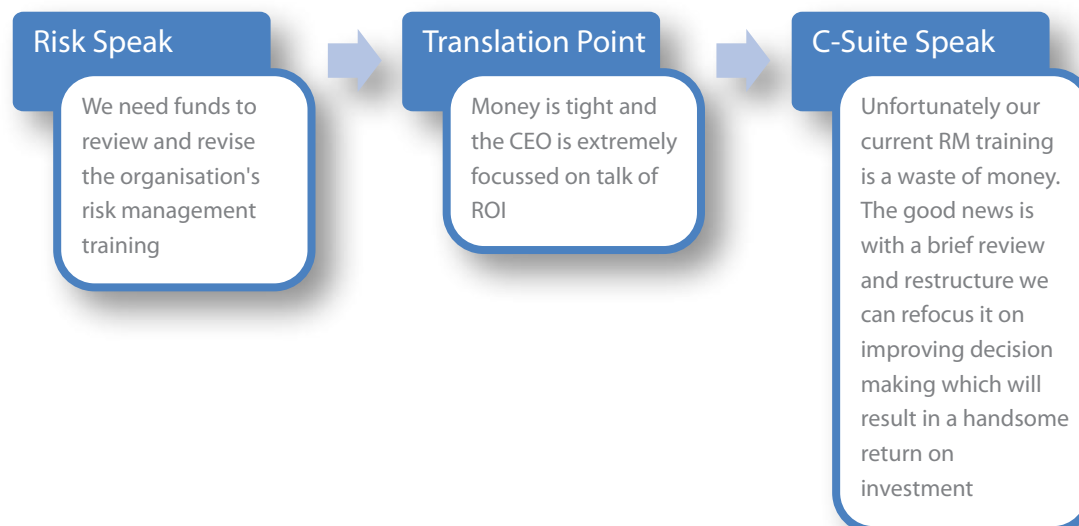 Risk Speak
We need funds to
review and revise
the organisation's
risk management
training
Translation Point
Money is tight and
the CEO is extremely
focussed on talk of
ROI
C-Suite Speak
Unfortunately our
current RM training
is a waste of money.
The good news is
with a brief review
and restructure we
can refocus it on
improving decision
making which will
result in a handsome
return on
investment